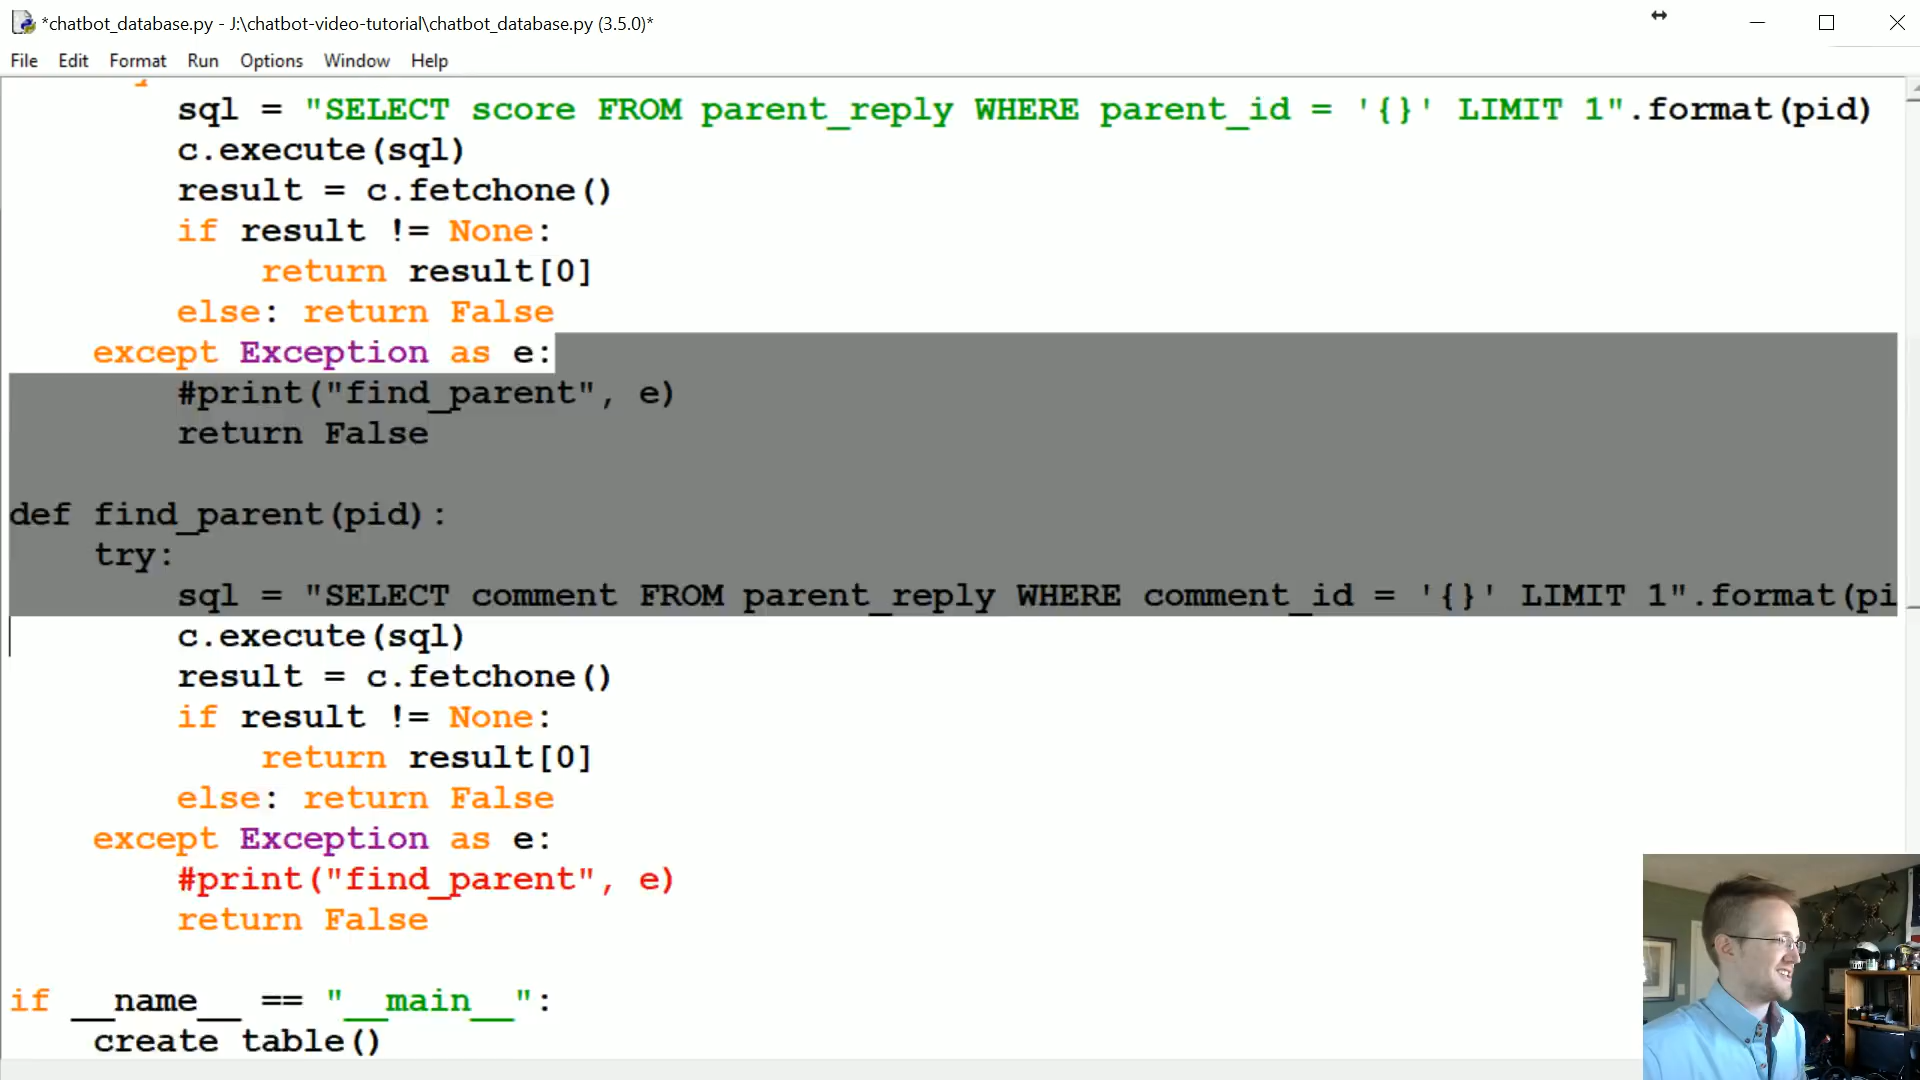 *chatbot_database.py - J:\chatbot-video-tutorial\chatbot_database.py (3.5.0)*
File Edit Format Run Options Window Help
sql = "SELECT score FROM parent_reply WHERE parent_id = '{}' LIMIT 1".format(pid)
c.execute(sql)
result = c.fetchone()
if result != None:
return result[0]
else: return False
except Exception as e:
#print("find_parent", e)
return False
def find_parent(pid):
try:
sql = "SELECT comment FROM parent_reply WHERE comment_id = '{}' LIMIT 1".format(pi
c.execute(sql)
result = c.fetchone()
if result != None:
return result[0]
else: return False
except Exception as e:
#print("find_parent", e)
return False
if __name__ == "__main__":
create table()